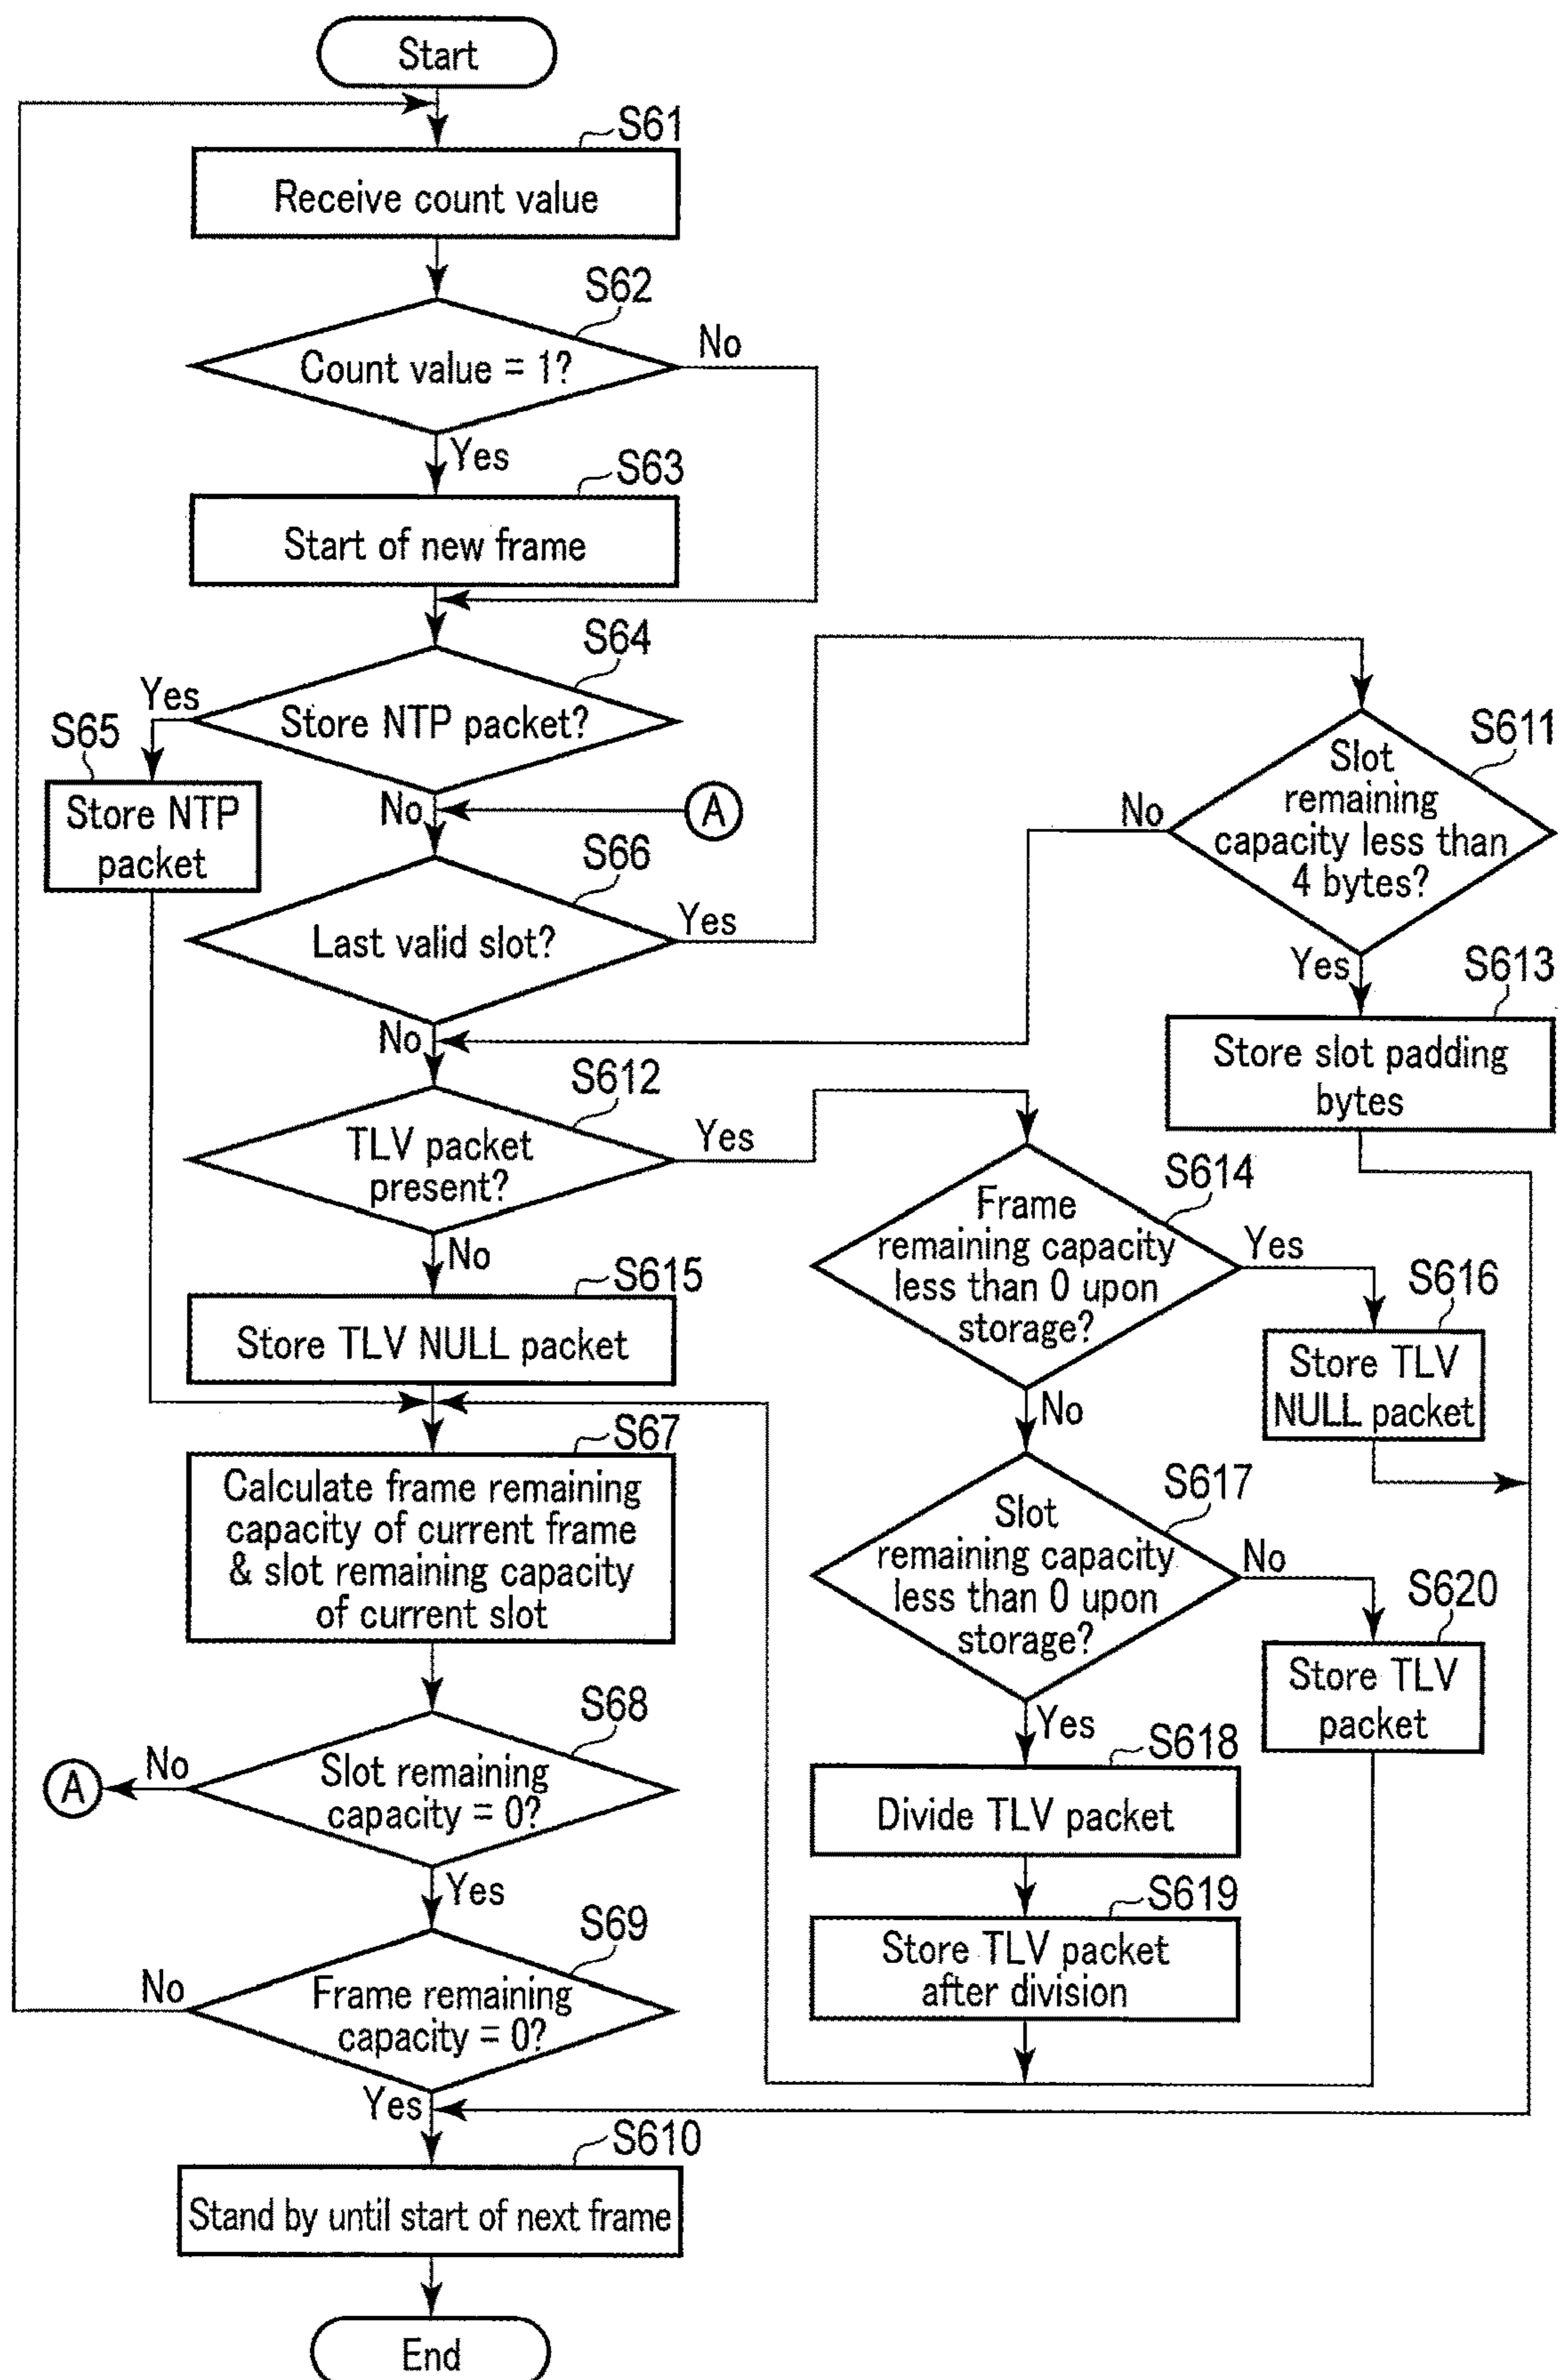 Start
S61
Receive count value
S62
Count value = 1?
No
Yes
S63
Start of new frame
S64
Store NTP packet?
Yes
S65
Store NTP
packet
No
A
S66
Last valid slot?
Yes
S611
Slot
remaining
capacity less than
4 bytes?
No
Yes
S613
Store slot padding
bytes
No
S612
TLV packet
present?
Yes
No
S614
Frame
remaining capacity
less than 0 upon
storage?
Yes
S616
Store TLV
NULL packet
No
S615
Store TLV NULL packet
S67
Calculate frame remaining
capacity of current frame
& slot remaining capacity
of current slot
S617
Slot
remaining capacity
less than 0 upon
storage?
No
S620
Store TLV
packet
Yes
S618
Divide TLV packet
S619
Store TLV packet
after division
S68
Slot remaining
capacity = 0?
No
A
Yes
S69
Frame remaining
capacity = 0?
No
Yes
S610
Stand by until start of next frame
End